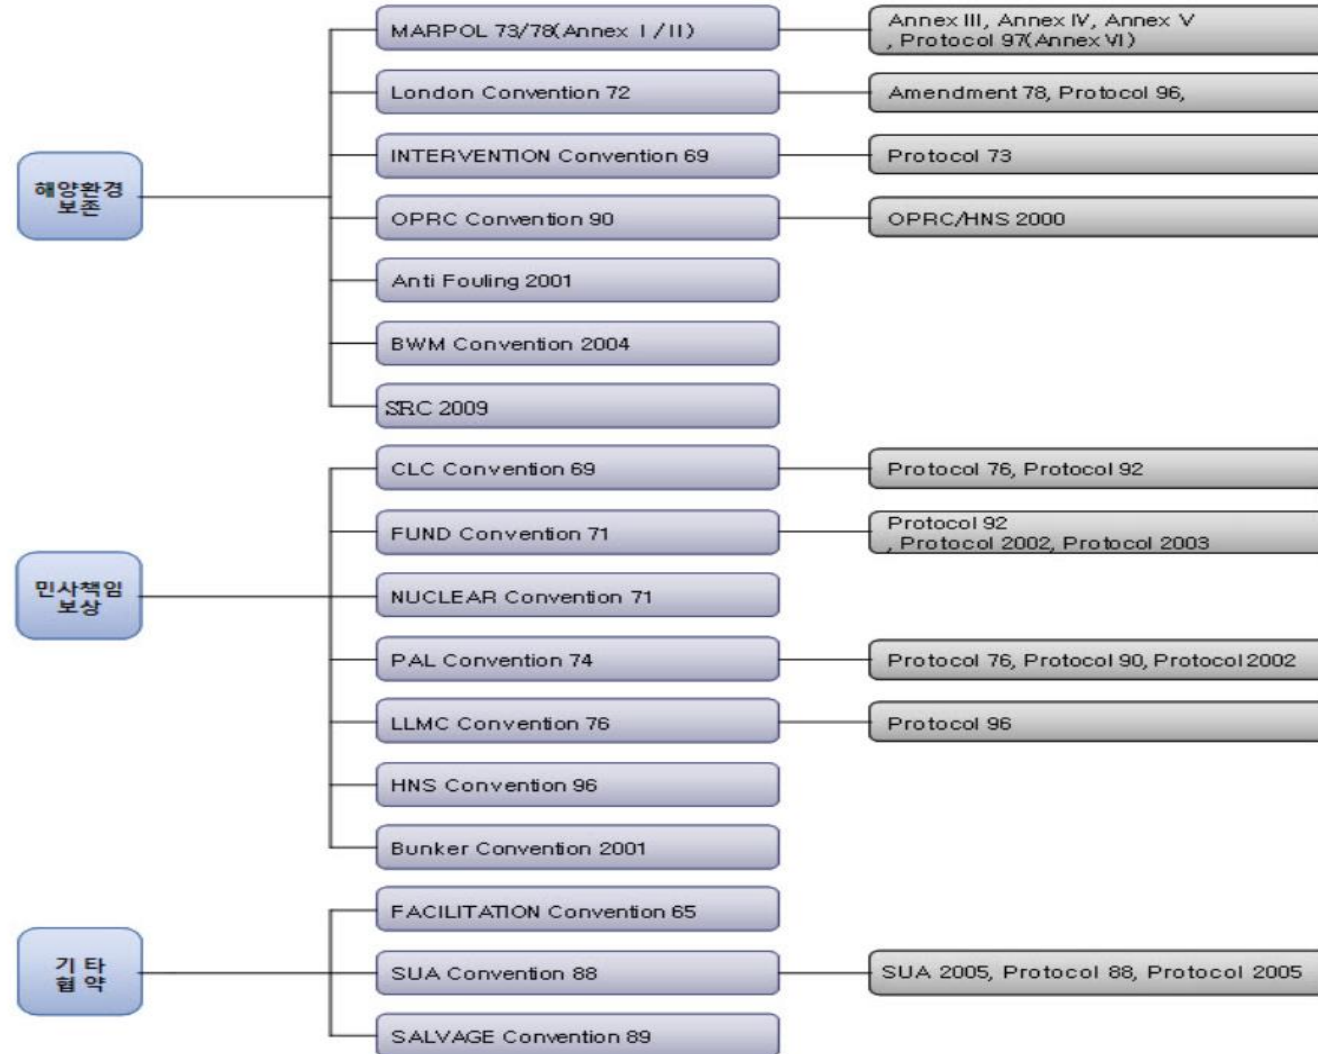 MARPOL 73/78(Annex Ⅰ/II)
Annex III, Annex IV, Annex V
, Protocol 97(Annex VI)
London Convention 72
Amendment 78, Protocol 96,
INTERVENTION Convention 69
Protocol 73
해양환경
보존
OPRC Convention 90
OPRC/HNS 2000
Anti Fouling 2001
BWM Convention 2004
SRC 2009
CLC Convention 69
Protocol 76, Protocol 92
FUND Convention 71
Protocol 92
, Protocol 2002, Protocol 2003
민사책임
보상
NUCLEAR Convention 71
PAL Convention 74
Protocol 76, Protocol 90, Protocol 2002
LLMC Convention 76
Protocol 96
HNS Convention 96
Bunker Convention 2001
FACILITATION Convention 65
기 타
협 약
SUA Convention 88
SUA 2005, Protocol 88, Protocol 2005
SALVAGE Convention 89